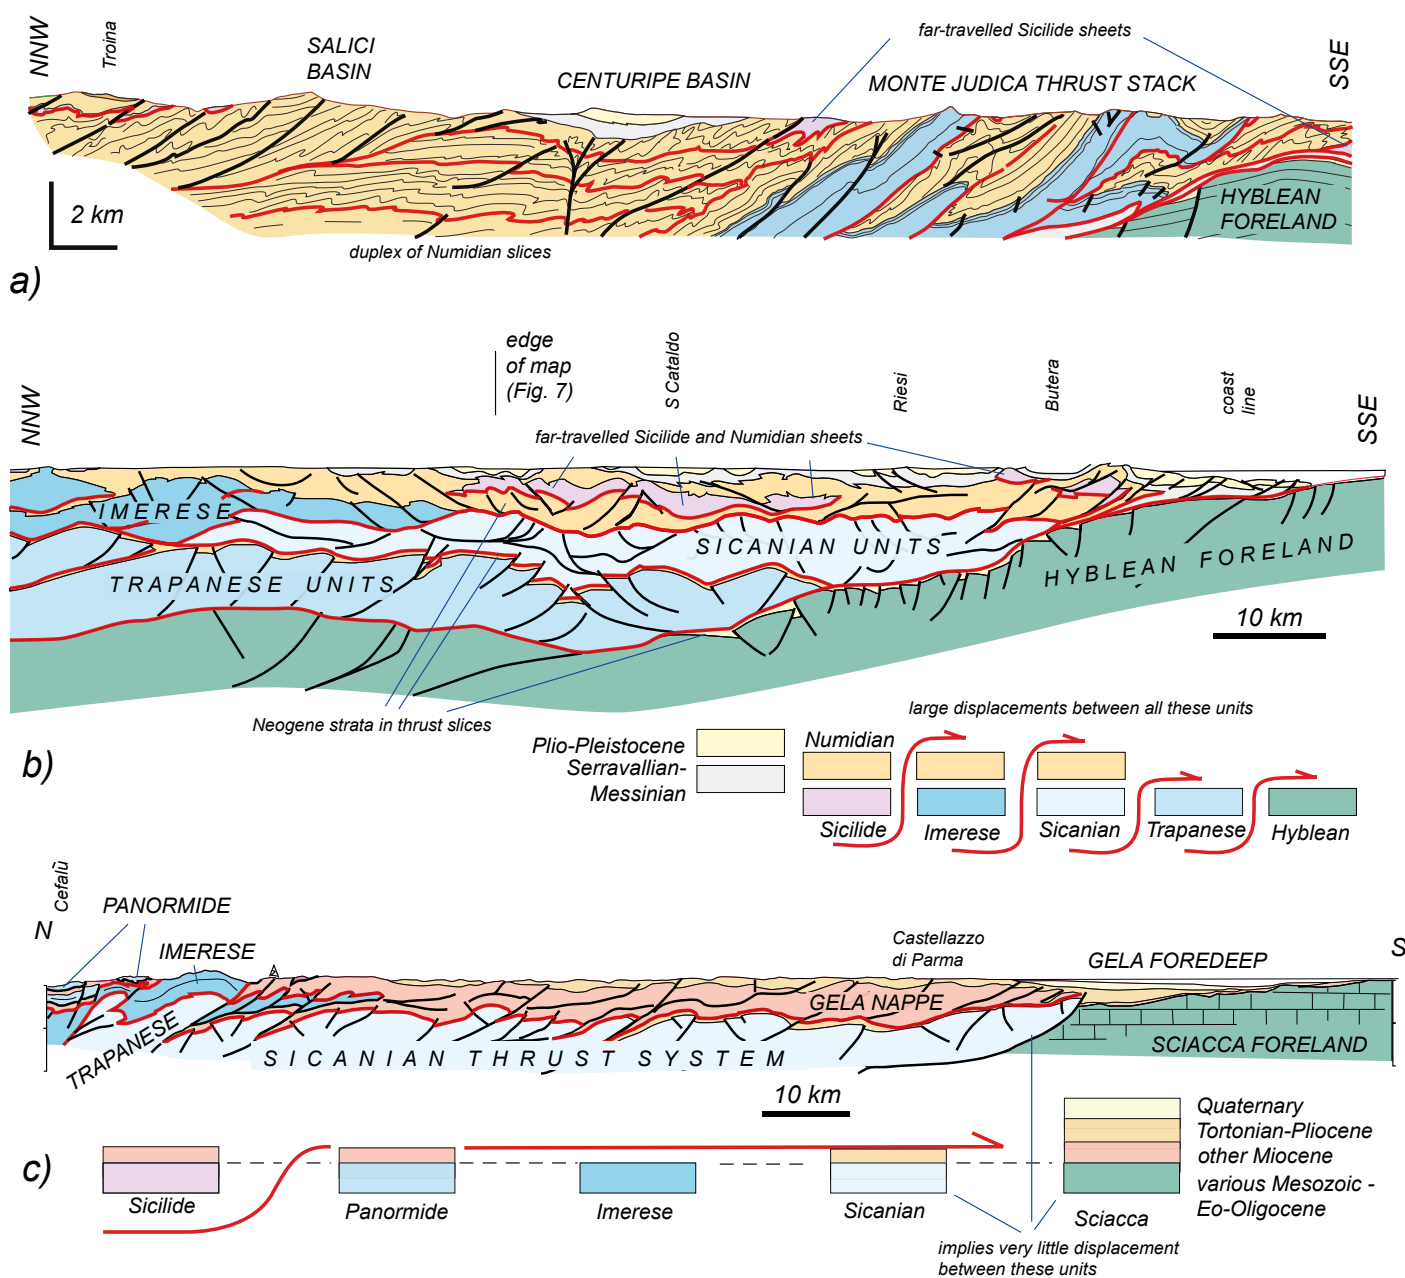 NNW
Troina
SALICI
BASIN
CENTURIPE BASIN
far-travelled Sicilide sheets
MONTE JUDICA THRUST STACK
SSE
2 km
HYBLEAN
FORELAND
duplex of Numidian slices
a)
edge
of map
(Fig. 7)
S Cataldo
Riesi
Butera
coast
line
NNW
SSE
far-travelled Sicilide and Numidian sheets
IMERESE
SICANIAN UNITS
TRAPANESE UNITS
HYBLEAN FORELAND
10 km
Neogene strata in thrust slices
large displacements between all these units
b)
Plio-Pleistocene
Serravallian-
Messinian
Numidian
Sicilide
Imerese
Sicanian
Trapanese
Hyblean
Cefalù
N
PANORMIDE
IMERESE
Castellazzo
di Parma
GELA FOREDEEP
S
GELA NAPPE
TRAPANESE
SICANIAN THRUST SYSTEM
SCIACCA FORELAND
10 km
Quaternary
Tortonian-Pliocene
other Miocene
various Mesozoic -
Eo-Oligocene
c)
Sicilide
Panormide
Imerese
Sicanian
Sciacca
implies very little displacement
between these units